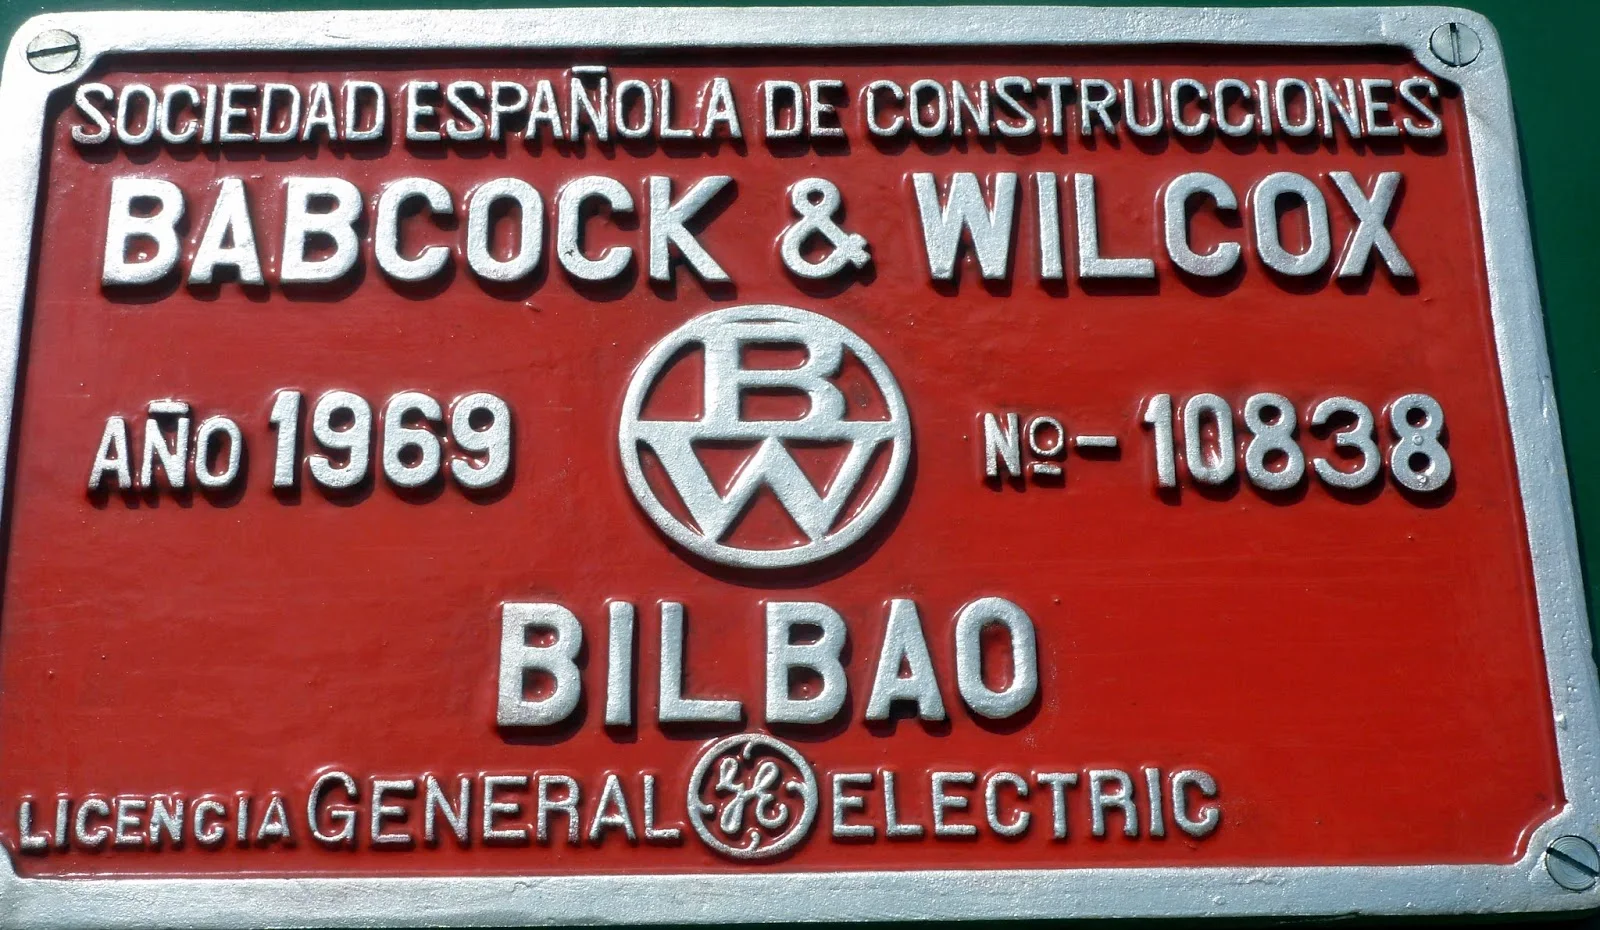 SOCIEDAD ESPAÑOLA DE CONSTRUCCIONES
BABCOCK & WILCOX
AÑO 1969 BW Nº- 10838
BILBAO
LICENCIA GENERAL GE ELECTRIC